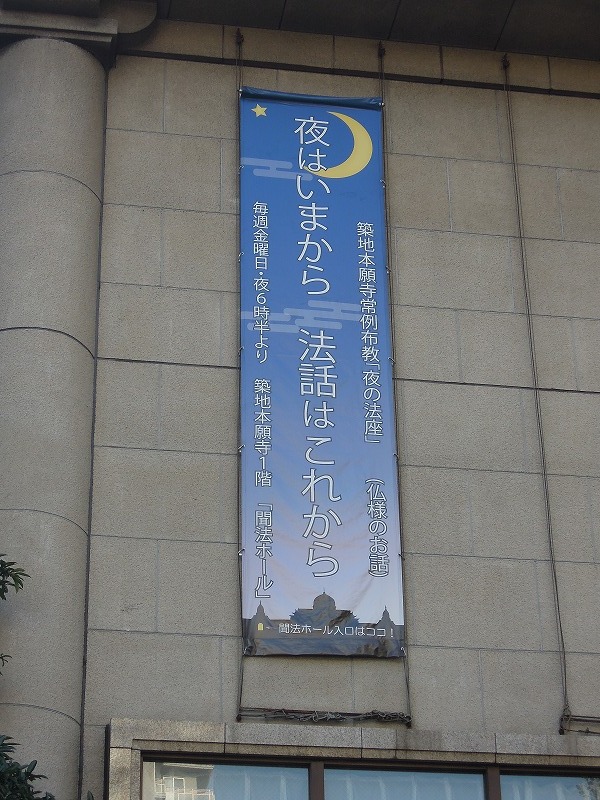 築地本願寺常例布教「夜の法座」 (仏様のお話)
夜はいまから 法話はこれから
毎週金曜日・夜6時半より 築地本願寺1階 「聞法ホール」
←聞法ホール入口はココ!